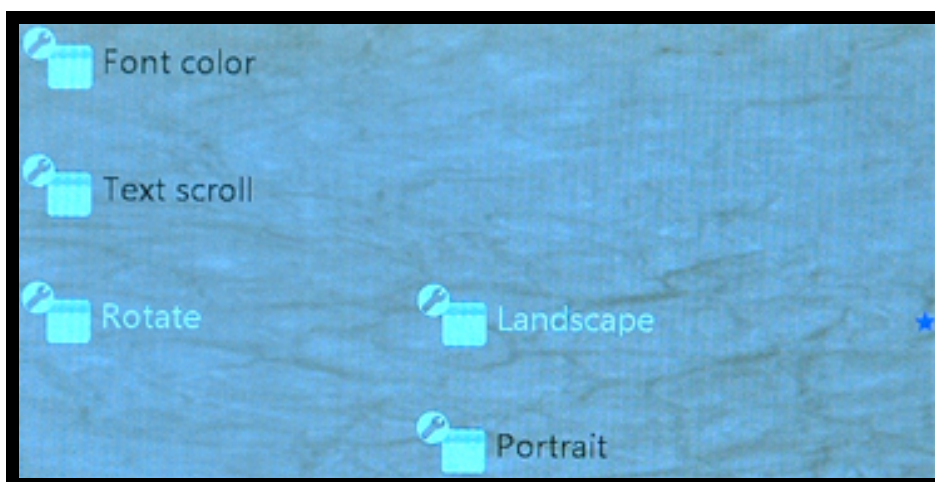 Font color
Text scroll
Rotate
Landscape
Portrait